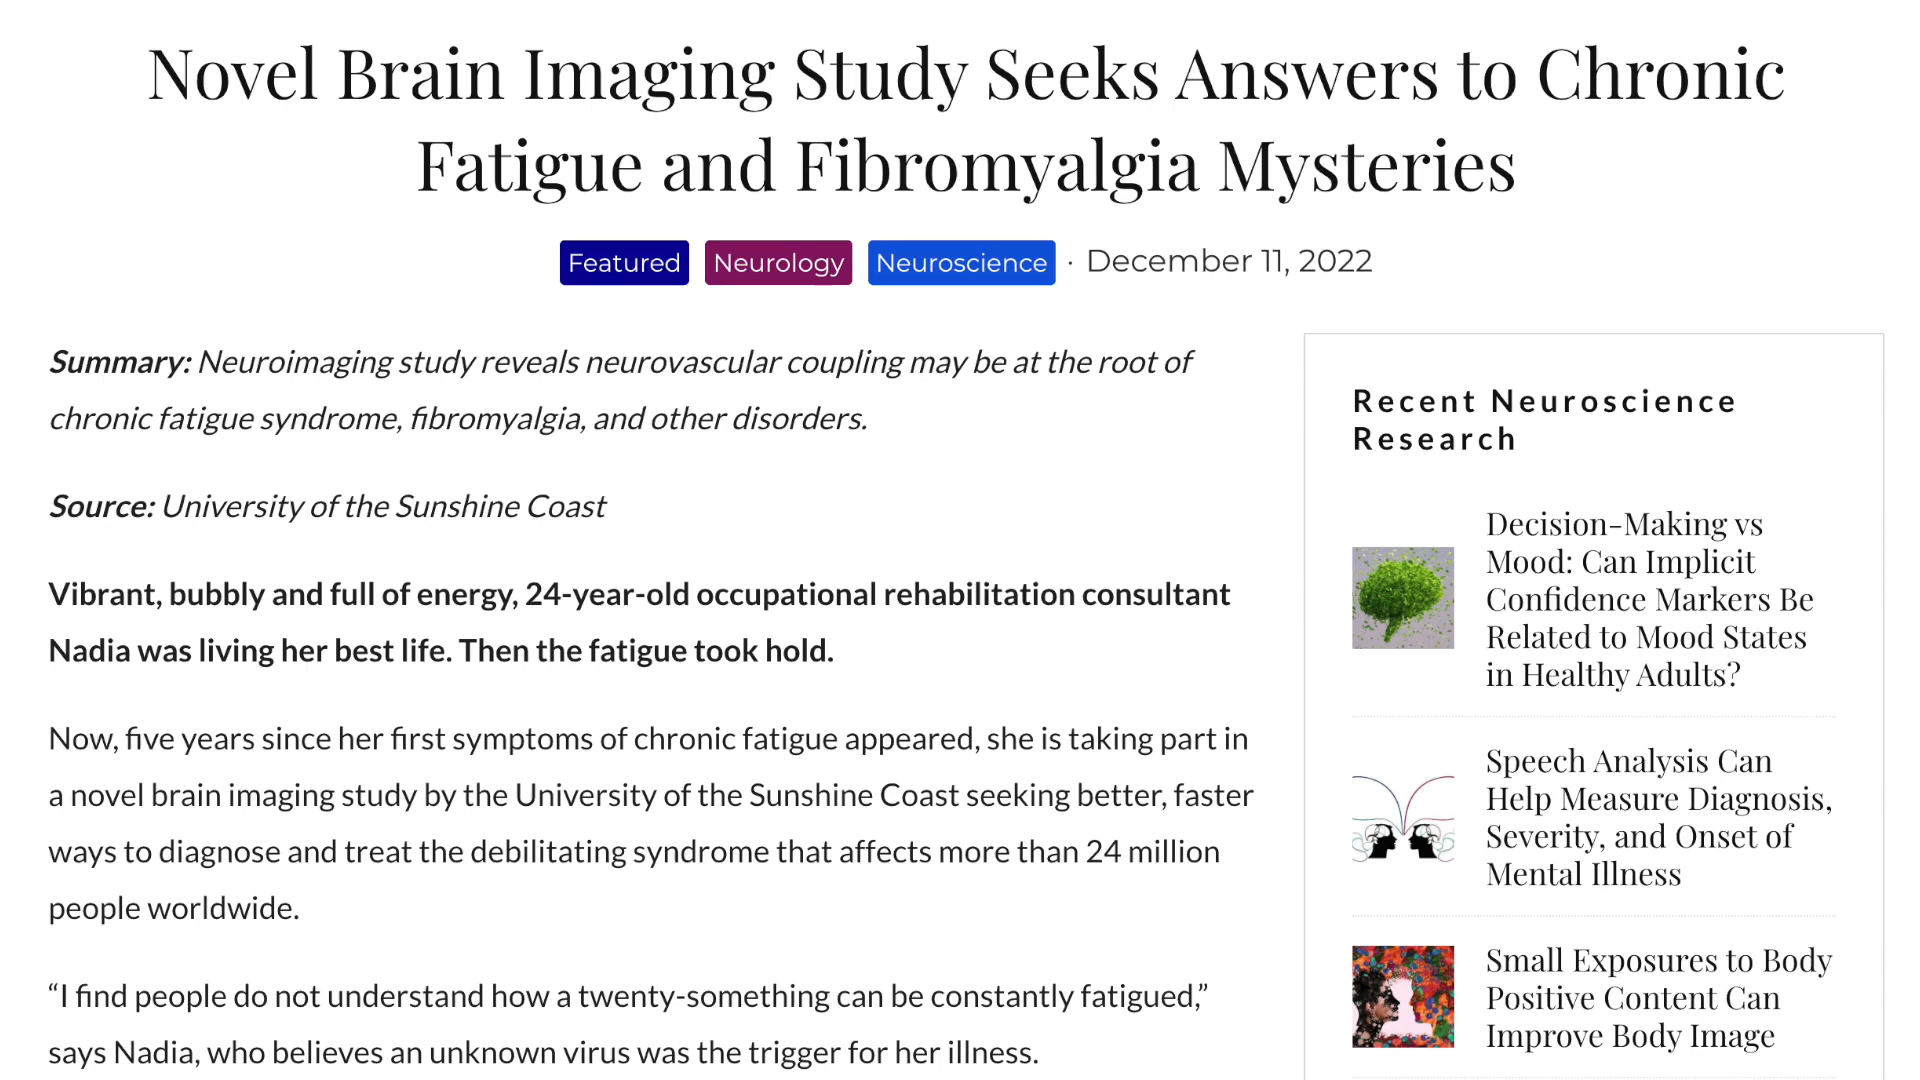 Novel Brain Imaging Study Seeks Answers to Chronic
Fatigue and Fibromyalgia Mysteries
Featured Neurology Neuroscience · December 11, 2022
Summary: Neuroimaging study reveals neurovascular coupling may be at the root of
chronic fatigue syndrome, fibromyalgia, and other disorders.
Source: University of the Sunshine Coast
Vibrant, bubbly and full of energy, 24-year-old occupational rehabilitation consultant
Nadia was living her best life. Then the fatigue took hold.
Now, five years since her first symptoms of chronic fatigue appeared, she is taking part in
a novel brain imaging study by the University of the Sunshine Coast seeking better, faster
ways to diagnose and treat the debilitating syndrome that affects more than 24 million
people worldwide.
“I find people do not understand how a twenty-something can be constantly fatigued,”
says Nadia, who believes an unknown virus was the trigger for her illness.
Recent Neuroscience
Research
Decision-Making vs
Mood: Can Implicit
Confidence Markers Be
Related to Mood States
in Healthy Adults?
Speech Analysis Can
Help Measure Diagnosis,
Severity, and Onset of
Mental Illness
Small Exposures to Body
Positive Content Can
Improve Body Image